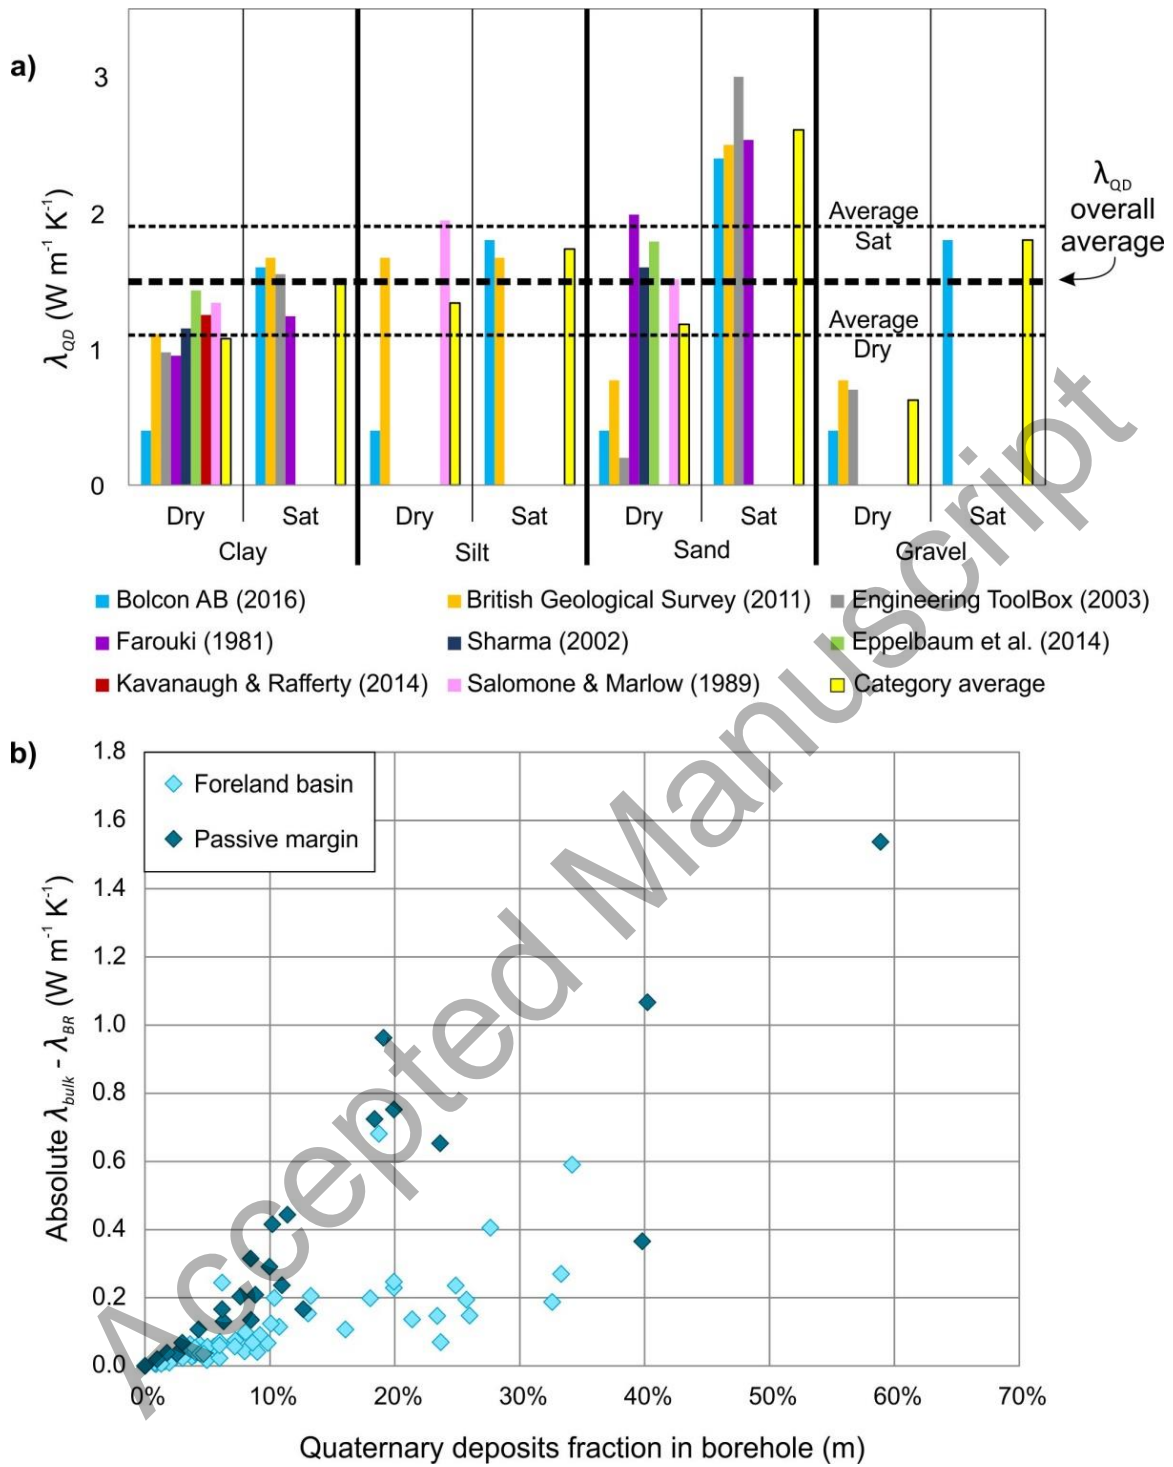 a)
3
2
1
0
λQD (W m⁻¹ K⁻¹)
Average
Sat
Average
Dry
λQD
overall
average
Dry Sat Dry Sat Dry Sat Dry Sat
Clay Silt Sand Gravel
Bolcon AB (2016) British Geological Survey (2011) Engineering ToolBox (2003)
Farouki (1981) Sharma (2002) Eppelbaum et al. (2014)
Kavanaugh & Rafferty (2014) Salomone & Marlow (1989) Category average
b)
1.8
1.6
1.4
1.2
1.0
0.8
0.6
0.4
0.2
0.0
Absolute λbulk - λBR (W m⁻¹ K⁻¹)
Foreland basin
Passive margin
0% 10% 20% 30% 40% 50% 60% 70%
Quaternary deposits fraction in borehole (m)
Accepted Manuscript